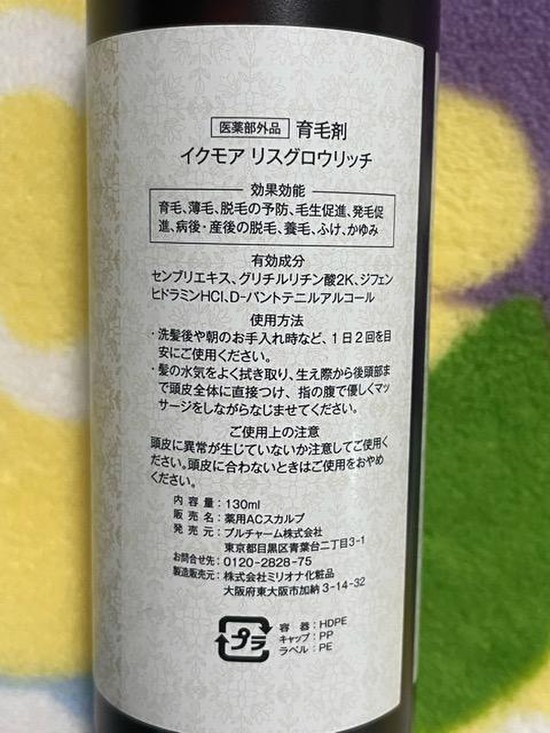 医薬部外品 育毛剤
イクモア リスグロウリッチ
効果効能
育毛、薄毛、脱毛の予防、毛生促進、発毛促
進、病後・産後の脱毛、養毛、ふけ、かゆみ
有効成分
センブリエキス、グリチルリチン酸2K、ジフェン
ヒドラミンHCl、D-パントテニルアルコール
使用方法
・洗髪後や朝のお手入れ時など、1日2回を目
安にご使用ください。
・髪の水気をよく拭き取り、生え際から後頭部ま
で頭皮全体に直接つけ、指の腹で優しくマッ
サージをしながらなじませてください。
ご使用上の注意
頭皮に異常が生じていないか注意してご使用く
ださい。頭皮に合わないときはご使用をおやめ
ください。
内容量：130ml
販売名：薬用ACスカルプ
発売元：プルチャーム株式会社
東京都目黒区青葉台二丁目3-1
お問合せ先：0120-2828-75
製造販売元：株式会社ミリオナ化粧品
大阪府東大阪市加納3-14-32
プラ
容器：HDPE
キャップ：PP
ラベル：PE